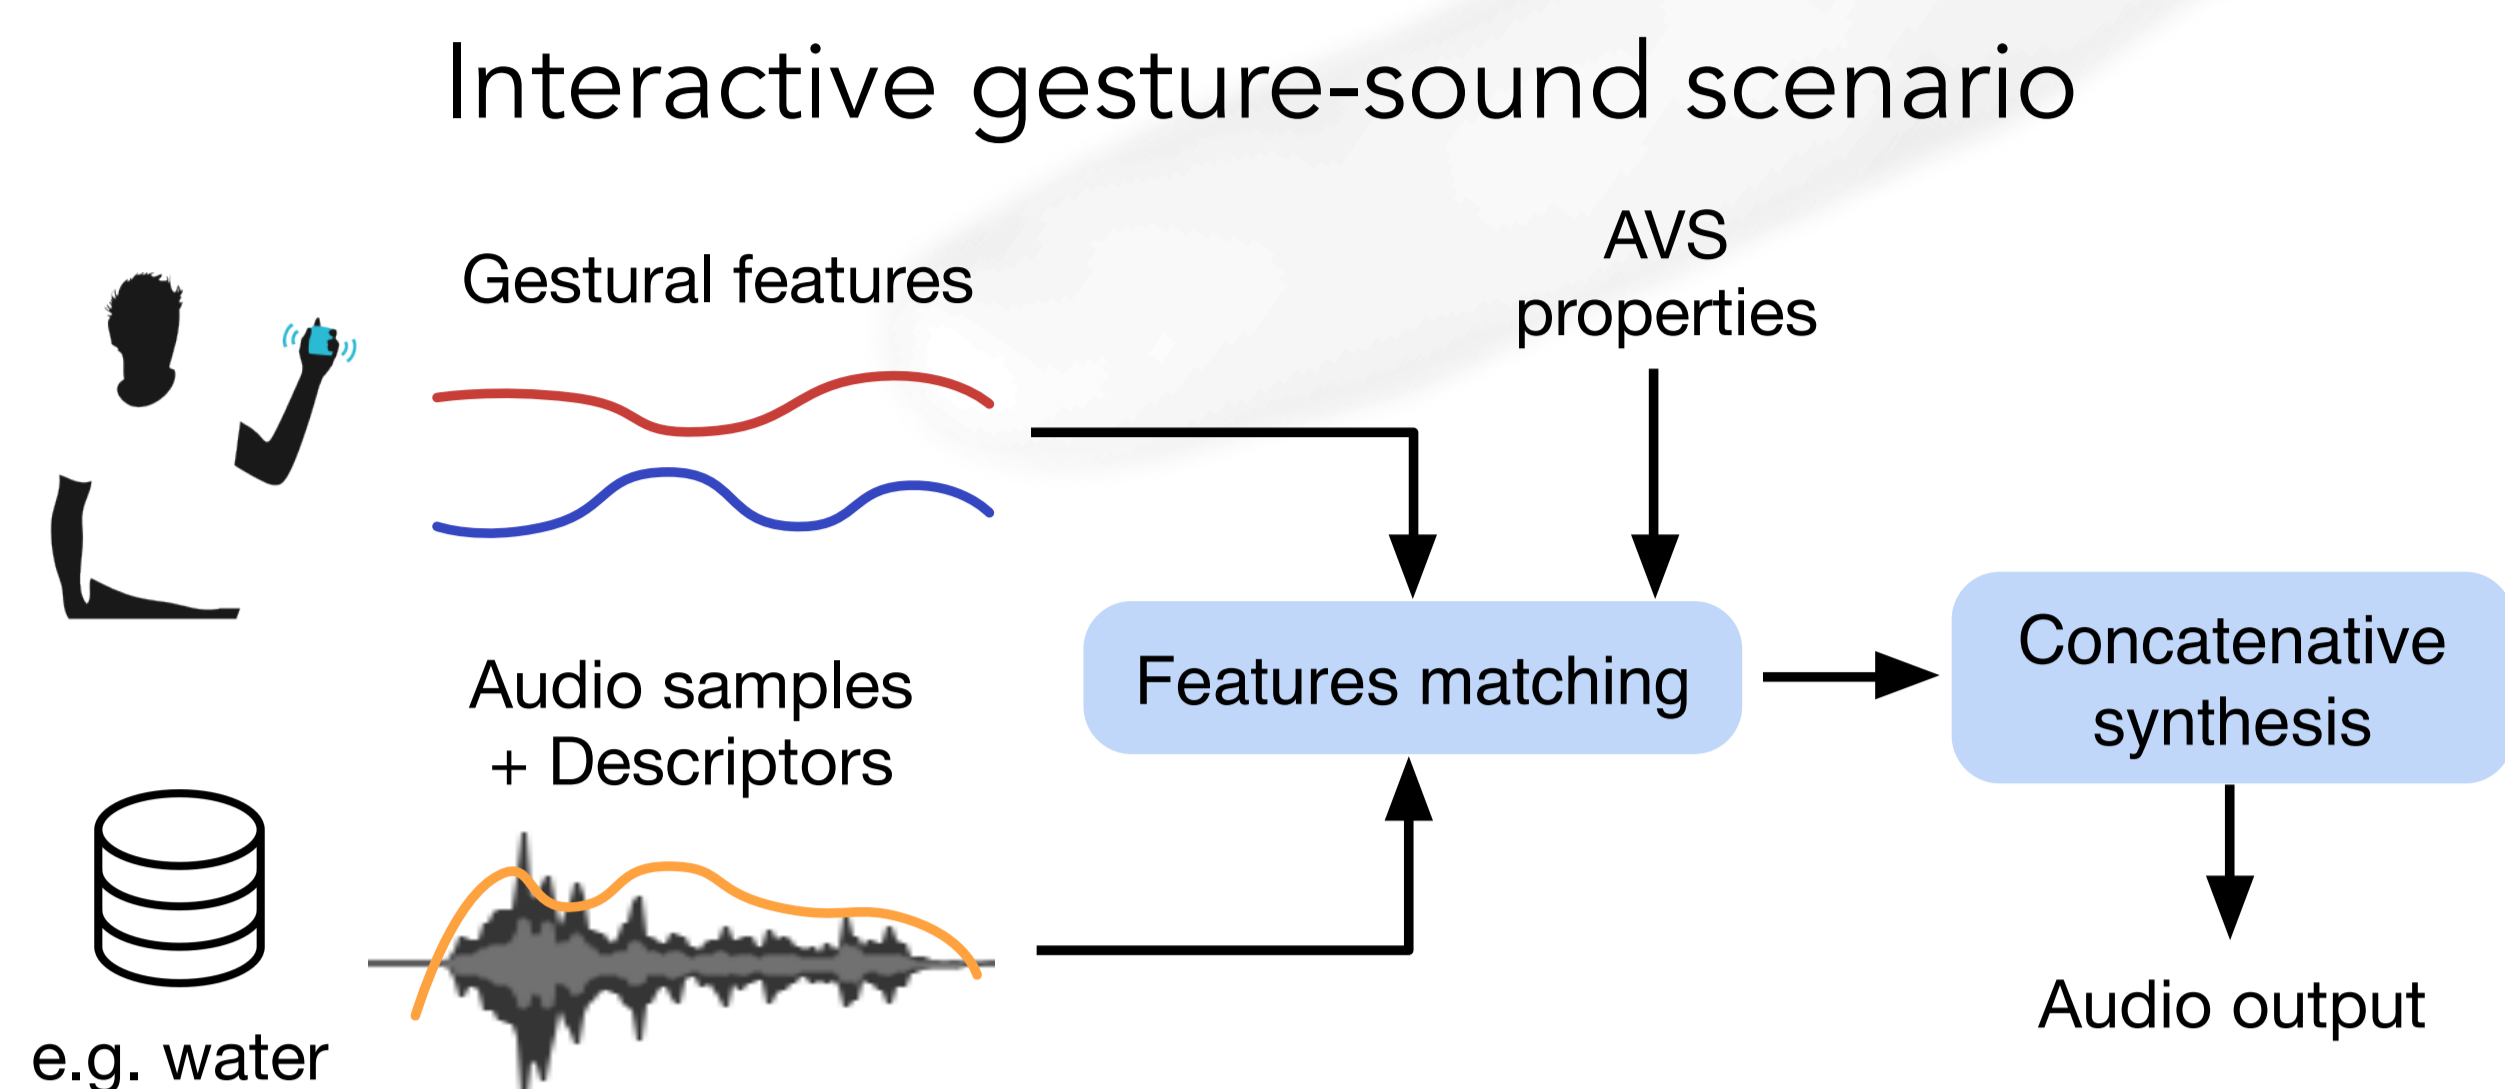 Interactive gesture-sound scenario
Gestural features
AVS
properties
Audio samples
+ Descriptors
Features matching
Concatenative
synthesis
e.g. water
Audio output